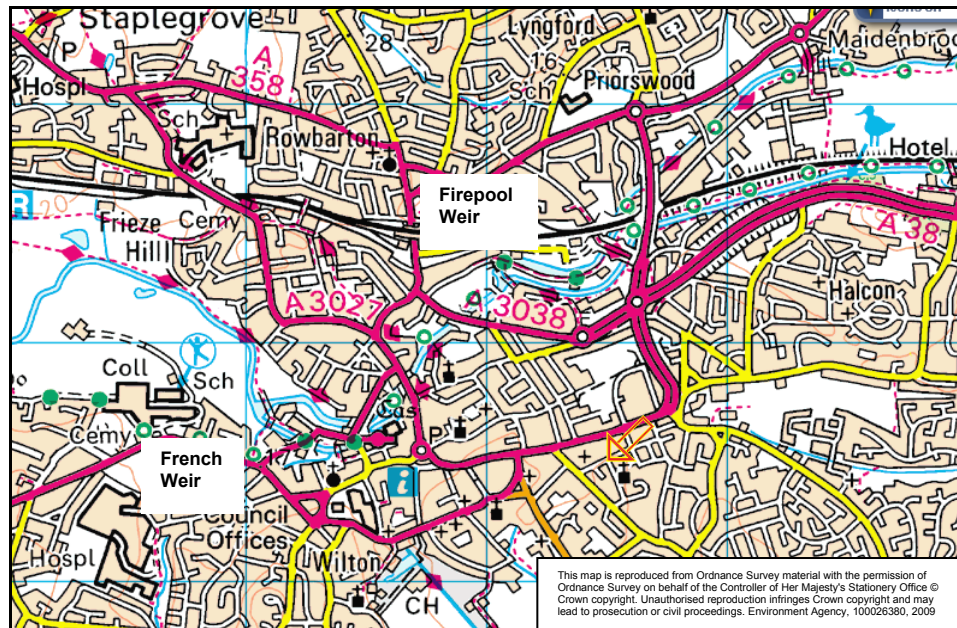 Staplegrove
P
Hospl
A
358
28
Lyngford
16
Sch
Priorswood
Maidenbroo
Sch
Rowbarton
Hotel
R
20
Frieze
Hilll
Cemy
Firepool
Weir
A 38
A 3027
A 3038
Halcon
Coll
Sch
Cas
Cemy
French
Weir
17
P
i
Council
Offices
Hospl
Wilton
CH
This map is reproduced from Ordnance Survey material with the permission of
Ordnance Survey on behalf of the Controller of Her Majesty's Stationery Office ©
Crown copyright. Unauthorised reproduction infringes Crown copyright and may
lead to prosecution or civil proceedings. Environment Agency, 100026380, 2009